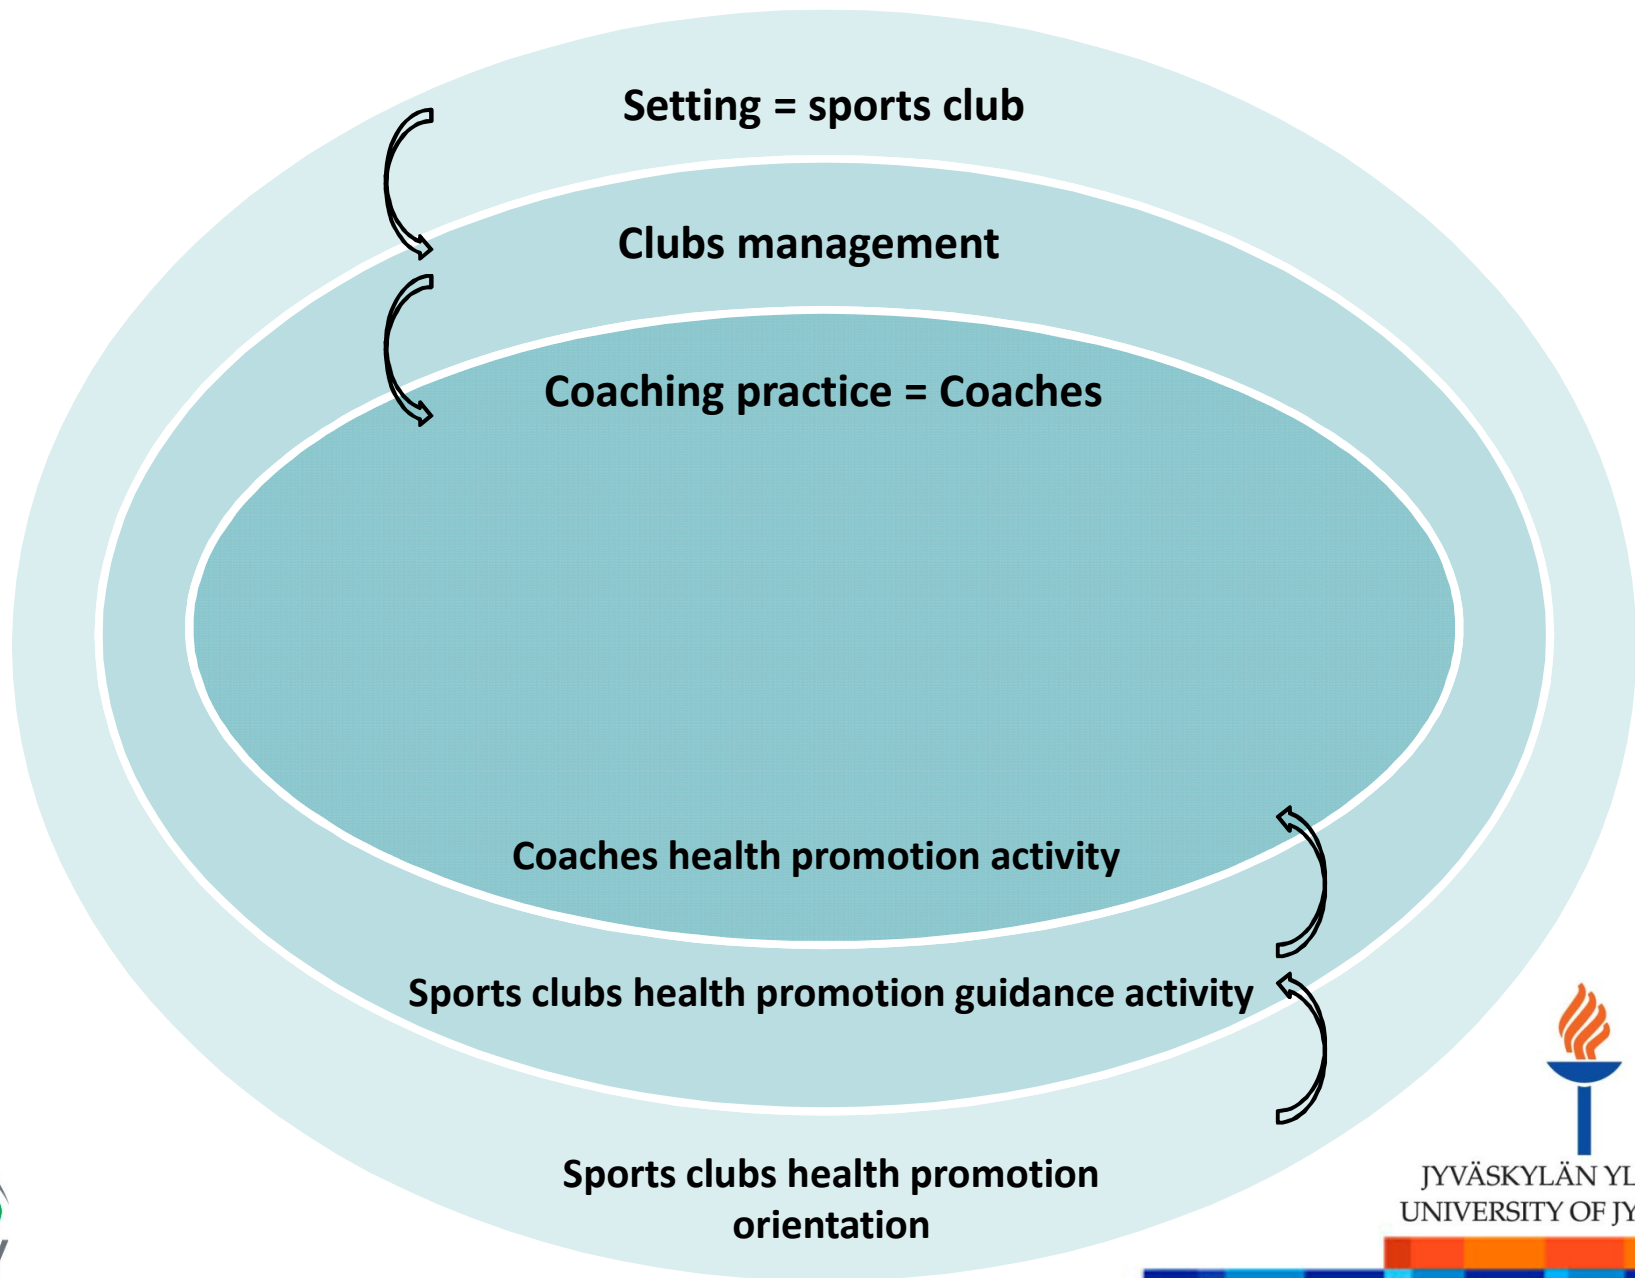 Setting = sports club
Clubs management
Coaching practice = Coaches
Coaches health promotion activity
Sports clubs health promotion guidance activity
Sports clubs health promotion
orientation
JYVÄSKYLÄN YL
UNIVERSITY OF JY